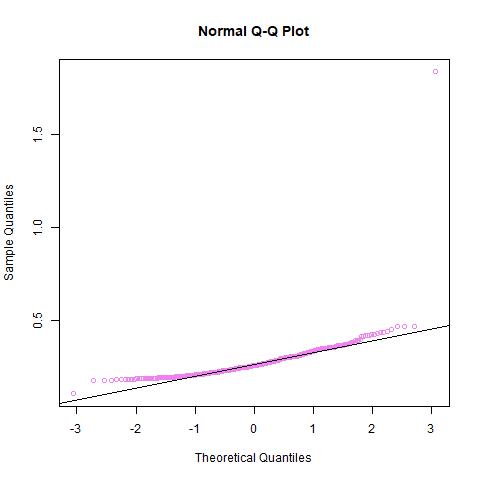 Normal Q-Q Plot
Sample Quantiles
1.5
1.0
0.5
-3 -2 -1 0 1 2 3
Theoretical Quantiles